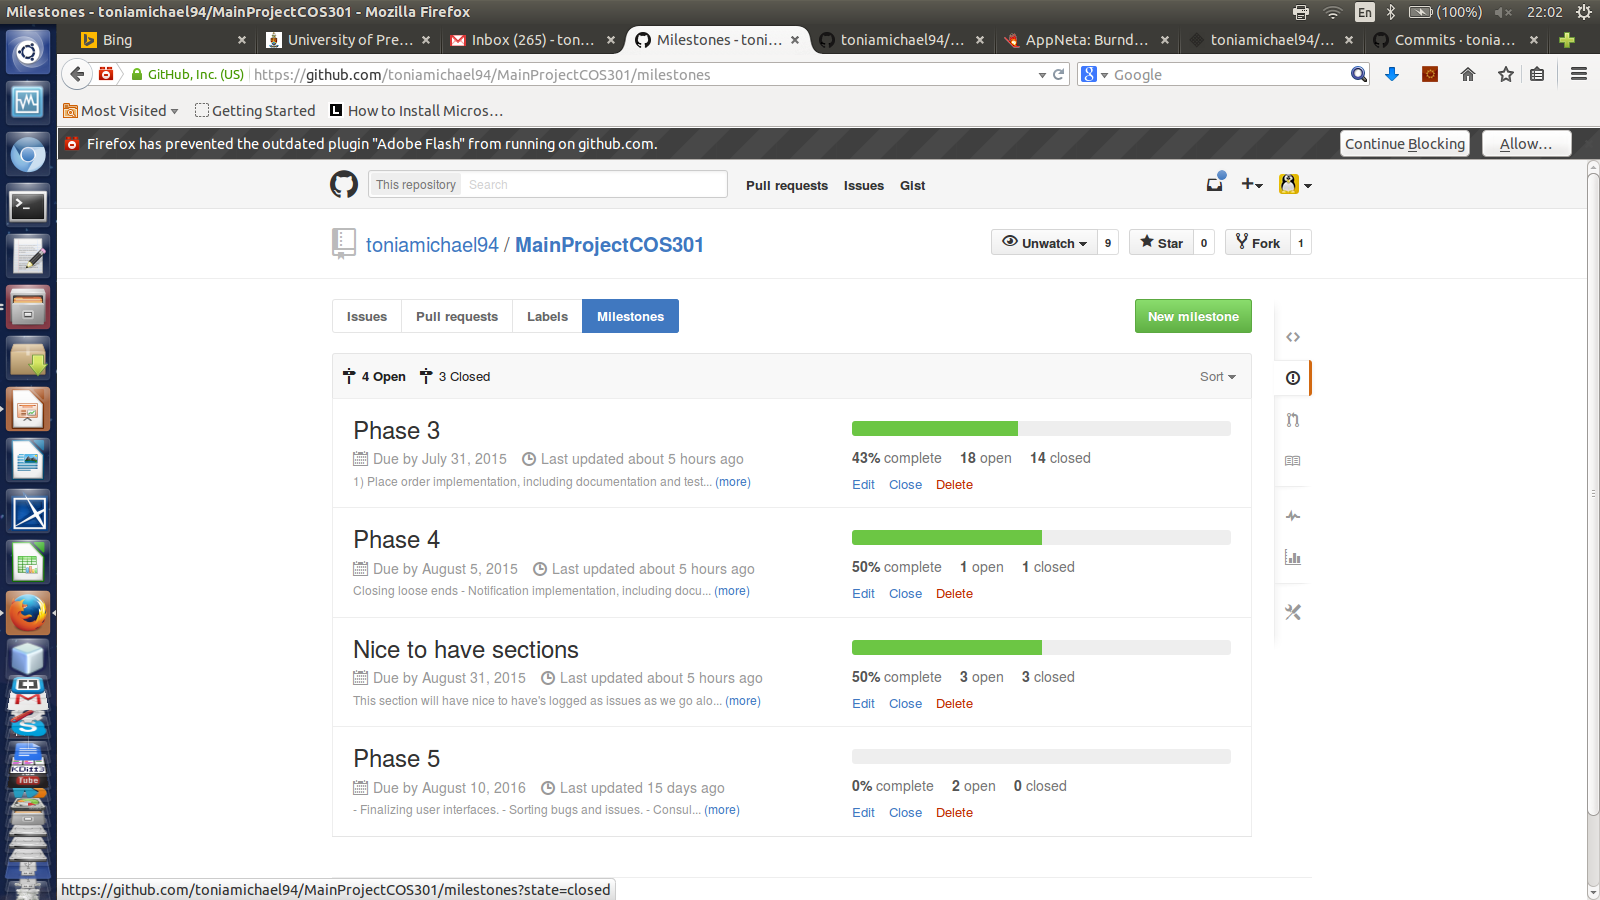 Milestones - toniamichael94/MainProjectCOS301 - Mozilla Firefox
En (100%) 22:02
Bing
University of Pre...
Inbox (265) - ton...
Milestones - toni...
toniamichael94/...
AppNeta: Burnd...
toniamichael94/...
Commits · tonia...
GitHub, Inc. (US) https://github.com/toniamichael94/MainProjectCOS301/milestones
Google
Most Visited Getting Started How to Install Micros...
Firefox has prevented the outdated plugin "Adobe Flash" from running on github.com.
Continue Blocking Allow...
This repository Search Pull requests Issues Gist
toniamichael94 / MainProjectCOS301
Unwatch 9 Star 0 Fork 1
Issues Pull requests Labels Milestones New milestone
4 Open 3 Closed Sort
Phase 3
Due by July 31, 2015 Last updated about 5 hours ago
1) Place order implementation, including documentation and test... (more)
43% complete 18 open 14 closed
Edit Close Delete
Phase 4
Due by August 5, 2015 Last updated about 5 hours ago
Closing loose ends - Notification implementation, including docu... (more)
50% complete 1 open 1 closed
Edit Close Delete
Nice to have sections
Due by August 31, 2015 Last updated about 5 hours ago
This section will have nice to have's logged as issues as we go alo... (more)
50% complete 3 open 3 closed
Edit Close Delete
Phase 5
Due by August 10, 2016 Last updated 15 days ago
- Finalizing user interfaces. - Sorting bugs and issues. - Consul... (more)
0% complete 2 open 0 closed
Edit Close Delete
KDiff3
Tube
https://github.com/toniamichael94/MainProjectCOS301/milestones?state=closed